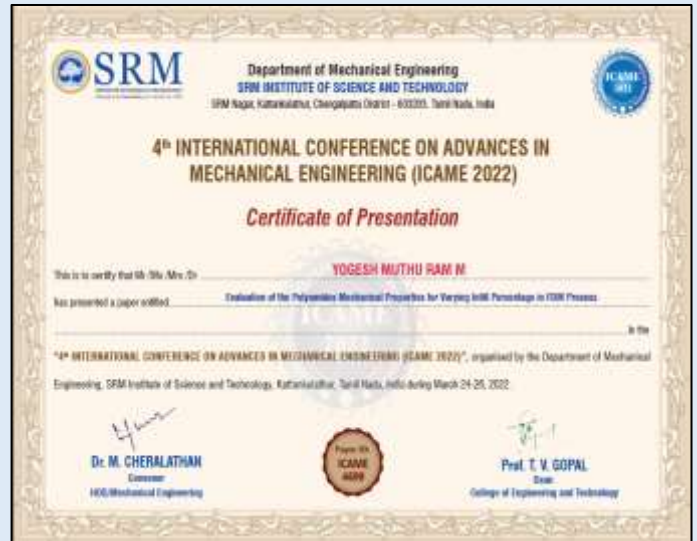 SRM
Department of Mechanical Engineering
SRM INSTITUTE OF SCIENCE AND TECHNOLOGY
SRM Nagar, Kattankulathur, Chengalpattu District - 603203, Tamil Nadu, India
ICAME
4th INTERNATIONAL CONFERENCE ON ADVANCES IN
MECHANICAL ENGINEERING (ICAME 2022)
Certificate of Presentation
This is to certify that Mr./Ms./Mrs./Dr YOGESH MUTHU RAM M
has presented a paper entitled Evaluation of the Polyamides Mechanical Properties for Varying Infill Percentage in FDM Process
in the
"4th INTERNATIONAL CONFERENCE ON ADVANCES IN MECHANICAL ENGINEERING (ICAME 2022)", organised by the Department of Mechanical
Engineering, SRM Institute of Science and Technology, Kattankulathur, Tamil Nadu, India during March 24-26, 2022.
Dr. M. CHERALATHAN
Convener
HOD/Mechanical Engineering
Paper ID:
ICAME
Prof. T. V. GOPAL
Dean
College of Engineering and Technology